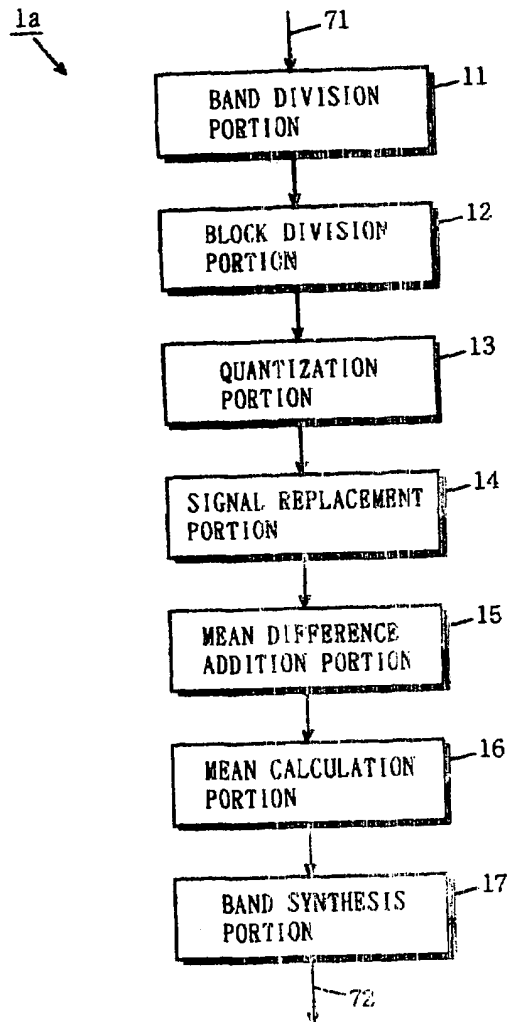 1a
71
11
BAND DIVISION
PORTION
12
BLOCK DIVISION
PORTION
13
QUANTIZATION
PORTION
14
SIGNAL REPLACEMENT
PORTION
15
MEAN DIFFERENCE
ADDITION PORTION
16
MEAN CALCULATION
PORTION
17
BAND SYNTHESIS
PORTION
72